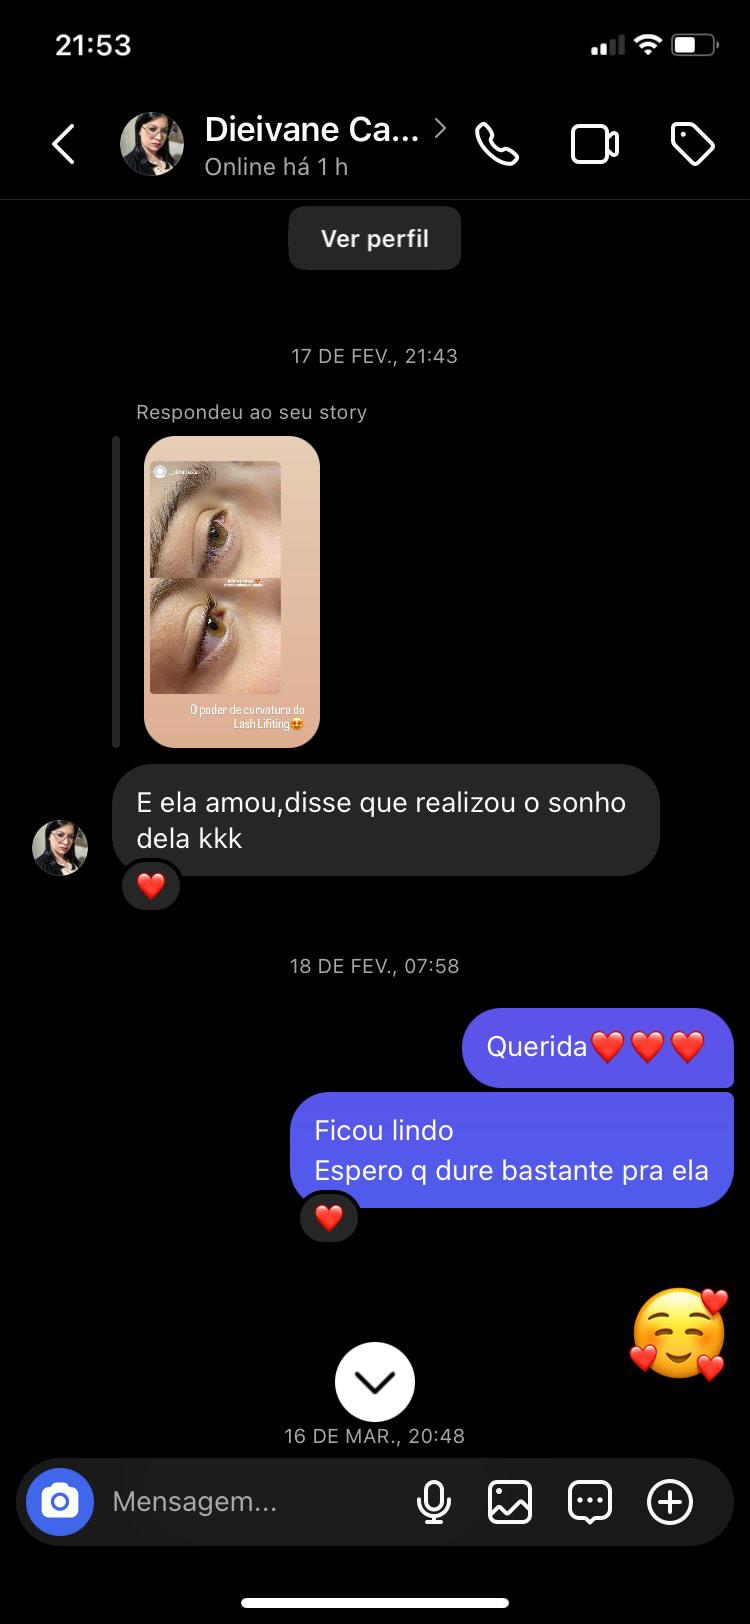 21:53
Dieivane Ca...
Online há 1 h
Ver perfil
17 DE FEV., 21:43
Respondeu ao seu story
O poder de curvatura do
Lash Lifiting
E ela amou,disse que realizou o sonho
dela kkk
18 DE FEV., 07:58
Querida
Ficou lindo
Espero q dure bastante pra ela
16 DE MAR., 20:48
Mensagem...